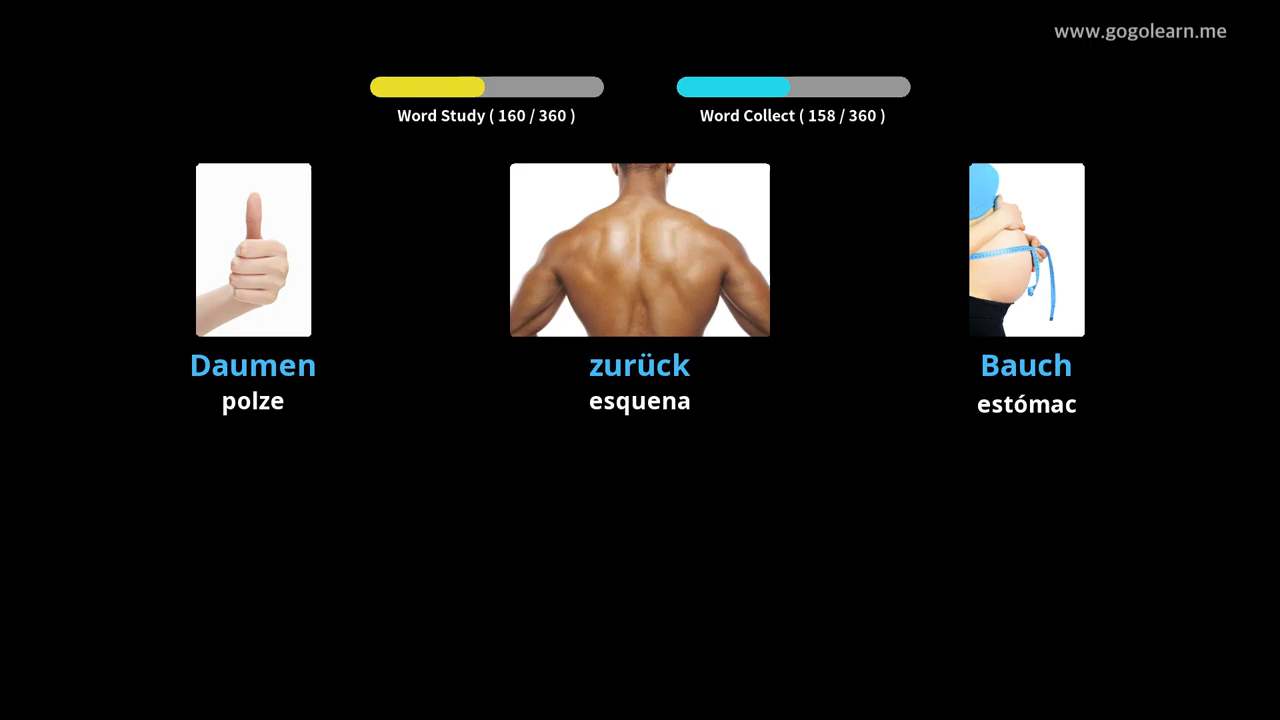 www.gogolearn.me
Word Study ( 160 / 360 )
Word Collect ( 158 / 360 )
Daumen
polze
zurück
esquena
Bauch
estómac